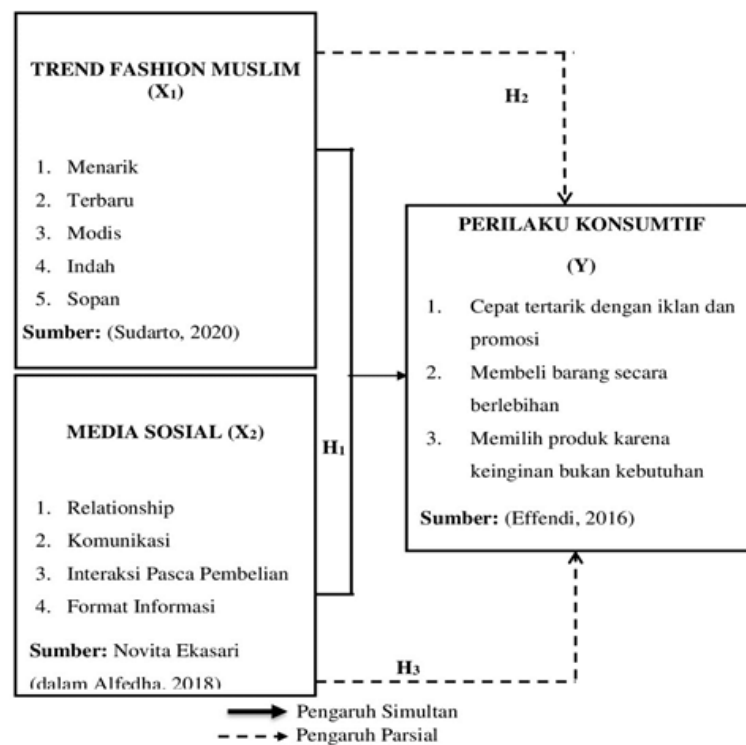 TREND FASHION MUSLIM
(X₁)
1. Menarik
2. Terbaru
3. Modis
4. Indah
5. Sopan
Sumber: (Sudarto, 2020)
MEDIA SOSIAL (X₂)
1. Relationship
2. Komunikasi
3. Interaksi Pasca Pembelian
4. Format Informasi
Sumber: Novita Ekasari
(dalam Alfedha, 2018)
H₁
H₂
PERILAKU KONSUMTIF
(Y)
1. Cepat tertarik dengan iklan dan
promosi
2. Membeli barang secara
berlebihan
3. Memilih produk karena
keinginan bukan kebutuhan
Sumber: (Effendi, 2016)
H₃
Pengaruh Simultan
Pengaruh Parsial